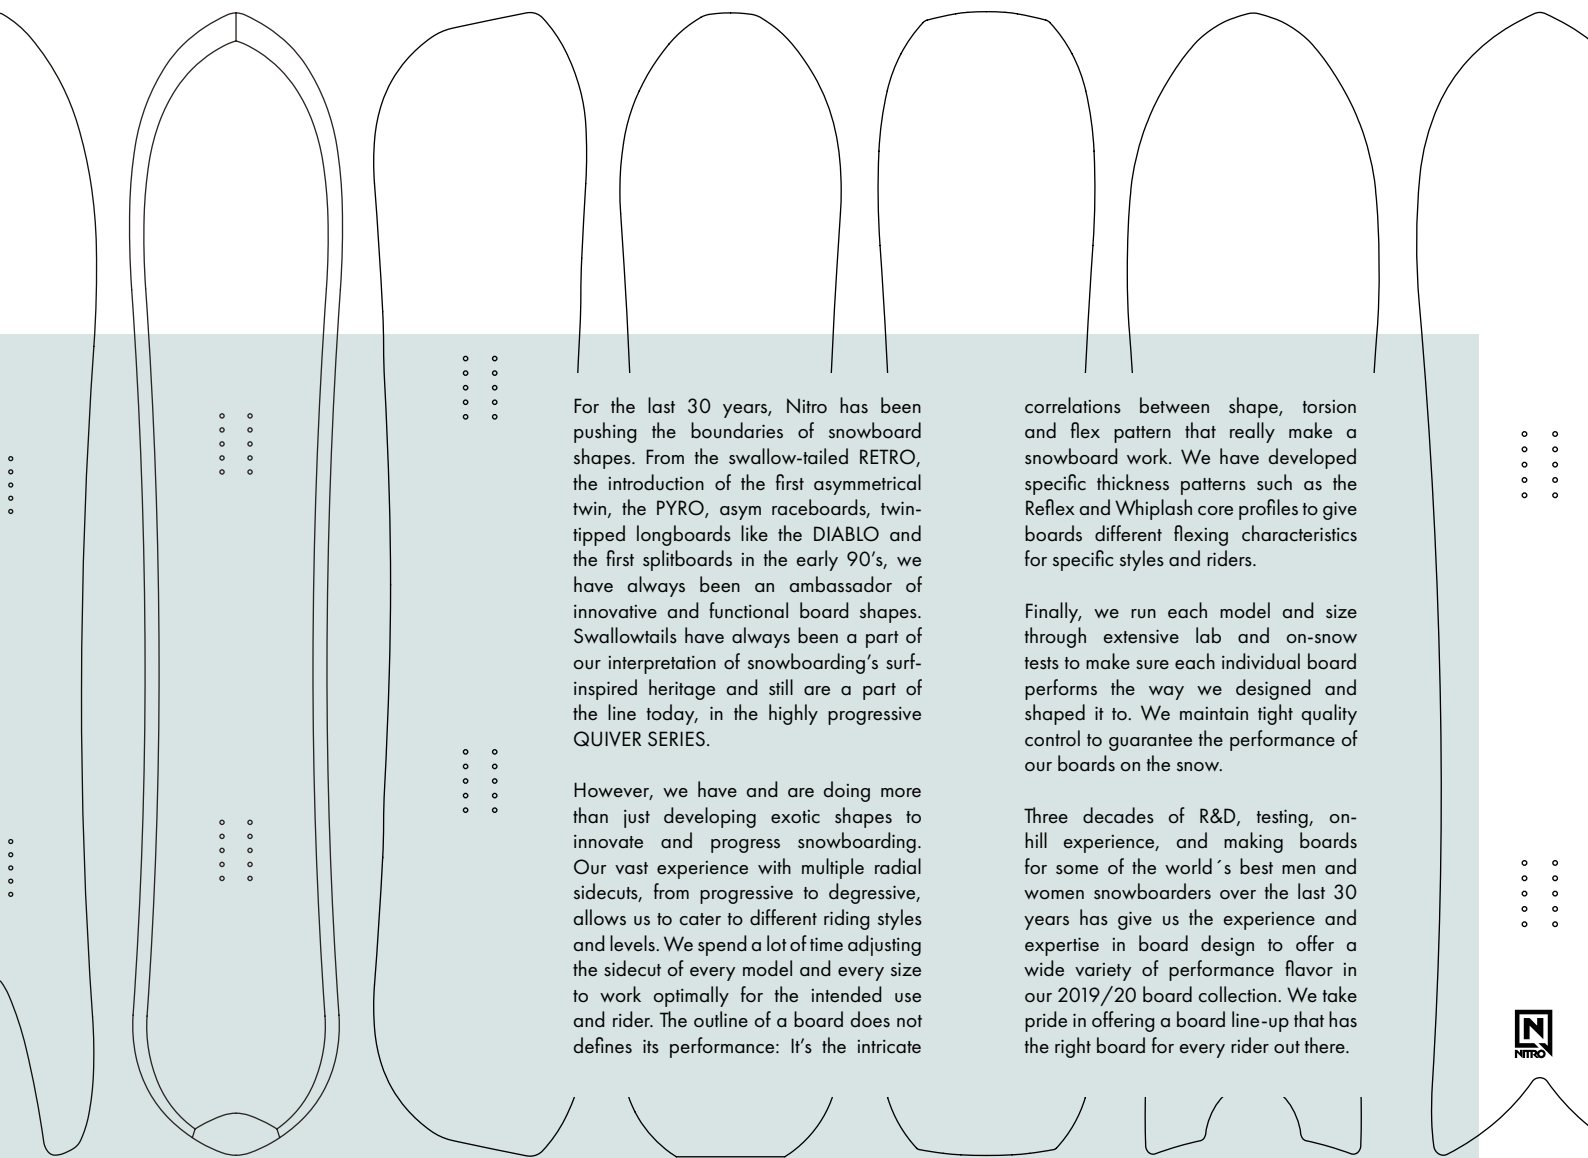 For the last 30 years, Nitro has been
pushing the boundaries of snowboard
shapes. From the swallow-tailed RETRO,
the introduction of the first asymmetrical
twin, the PYRO, asym raceboards, twin-
tipped longboards like the DIABLO and
the first splitboards in the early 90's, we
have always been an ambassador of
innovative and functional board shapes.
Swallowtails have always been a part of
our interpretation of snowboarding's surf-
inspired heritage and still are a part of
the line today, in the highly progressive
QUIVER SERIES.
However, we have and are doing more
than just developing exotic shapes to
innovate and progress snowboarding.
Our vast experience with multiple radial
sidecuts, from progressive to degressive,
allows us to cater to different riding styles
and levels. We spend a lot of time adjusting
the sidecut of every model and every size
to work optimally for the intended use
and rider. The outline of a board does not
defines its performance: It's the intricate
correlations between shape, torsion
and flex pattern that really make a
snowboard work. We have developed
specific thickness patterns such as the
Reflex and Whiplash core profiles to give
boards different flexing characteristics
for specific styles and riders.
Finally, we run each model and size
through extensive lab and on-snow
tests to make sure each individual board
performs the way we designed and
shaped it to. We maintain tight quality
control to guarantee the performance of
our boards on the snow.
Three decades of R&D, testing, on-
hill experience, and making boards
for some of the world´s best men and
women snowboarders over the last 30
years has give us the experience and
expertise in board design to offer a
wide variety of performance flavor in
our 2019/20 board collection. We take
pride in offering a board line-up that has
the right board for every rider out there.
N
NITRO